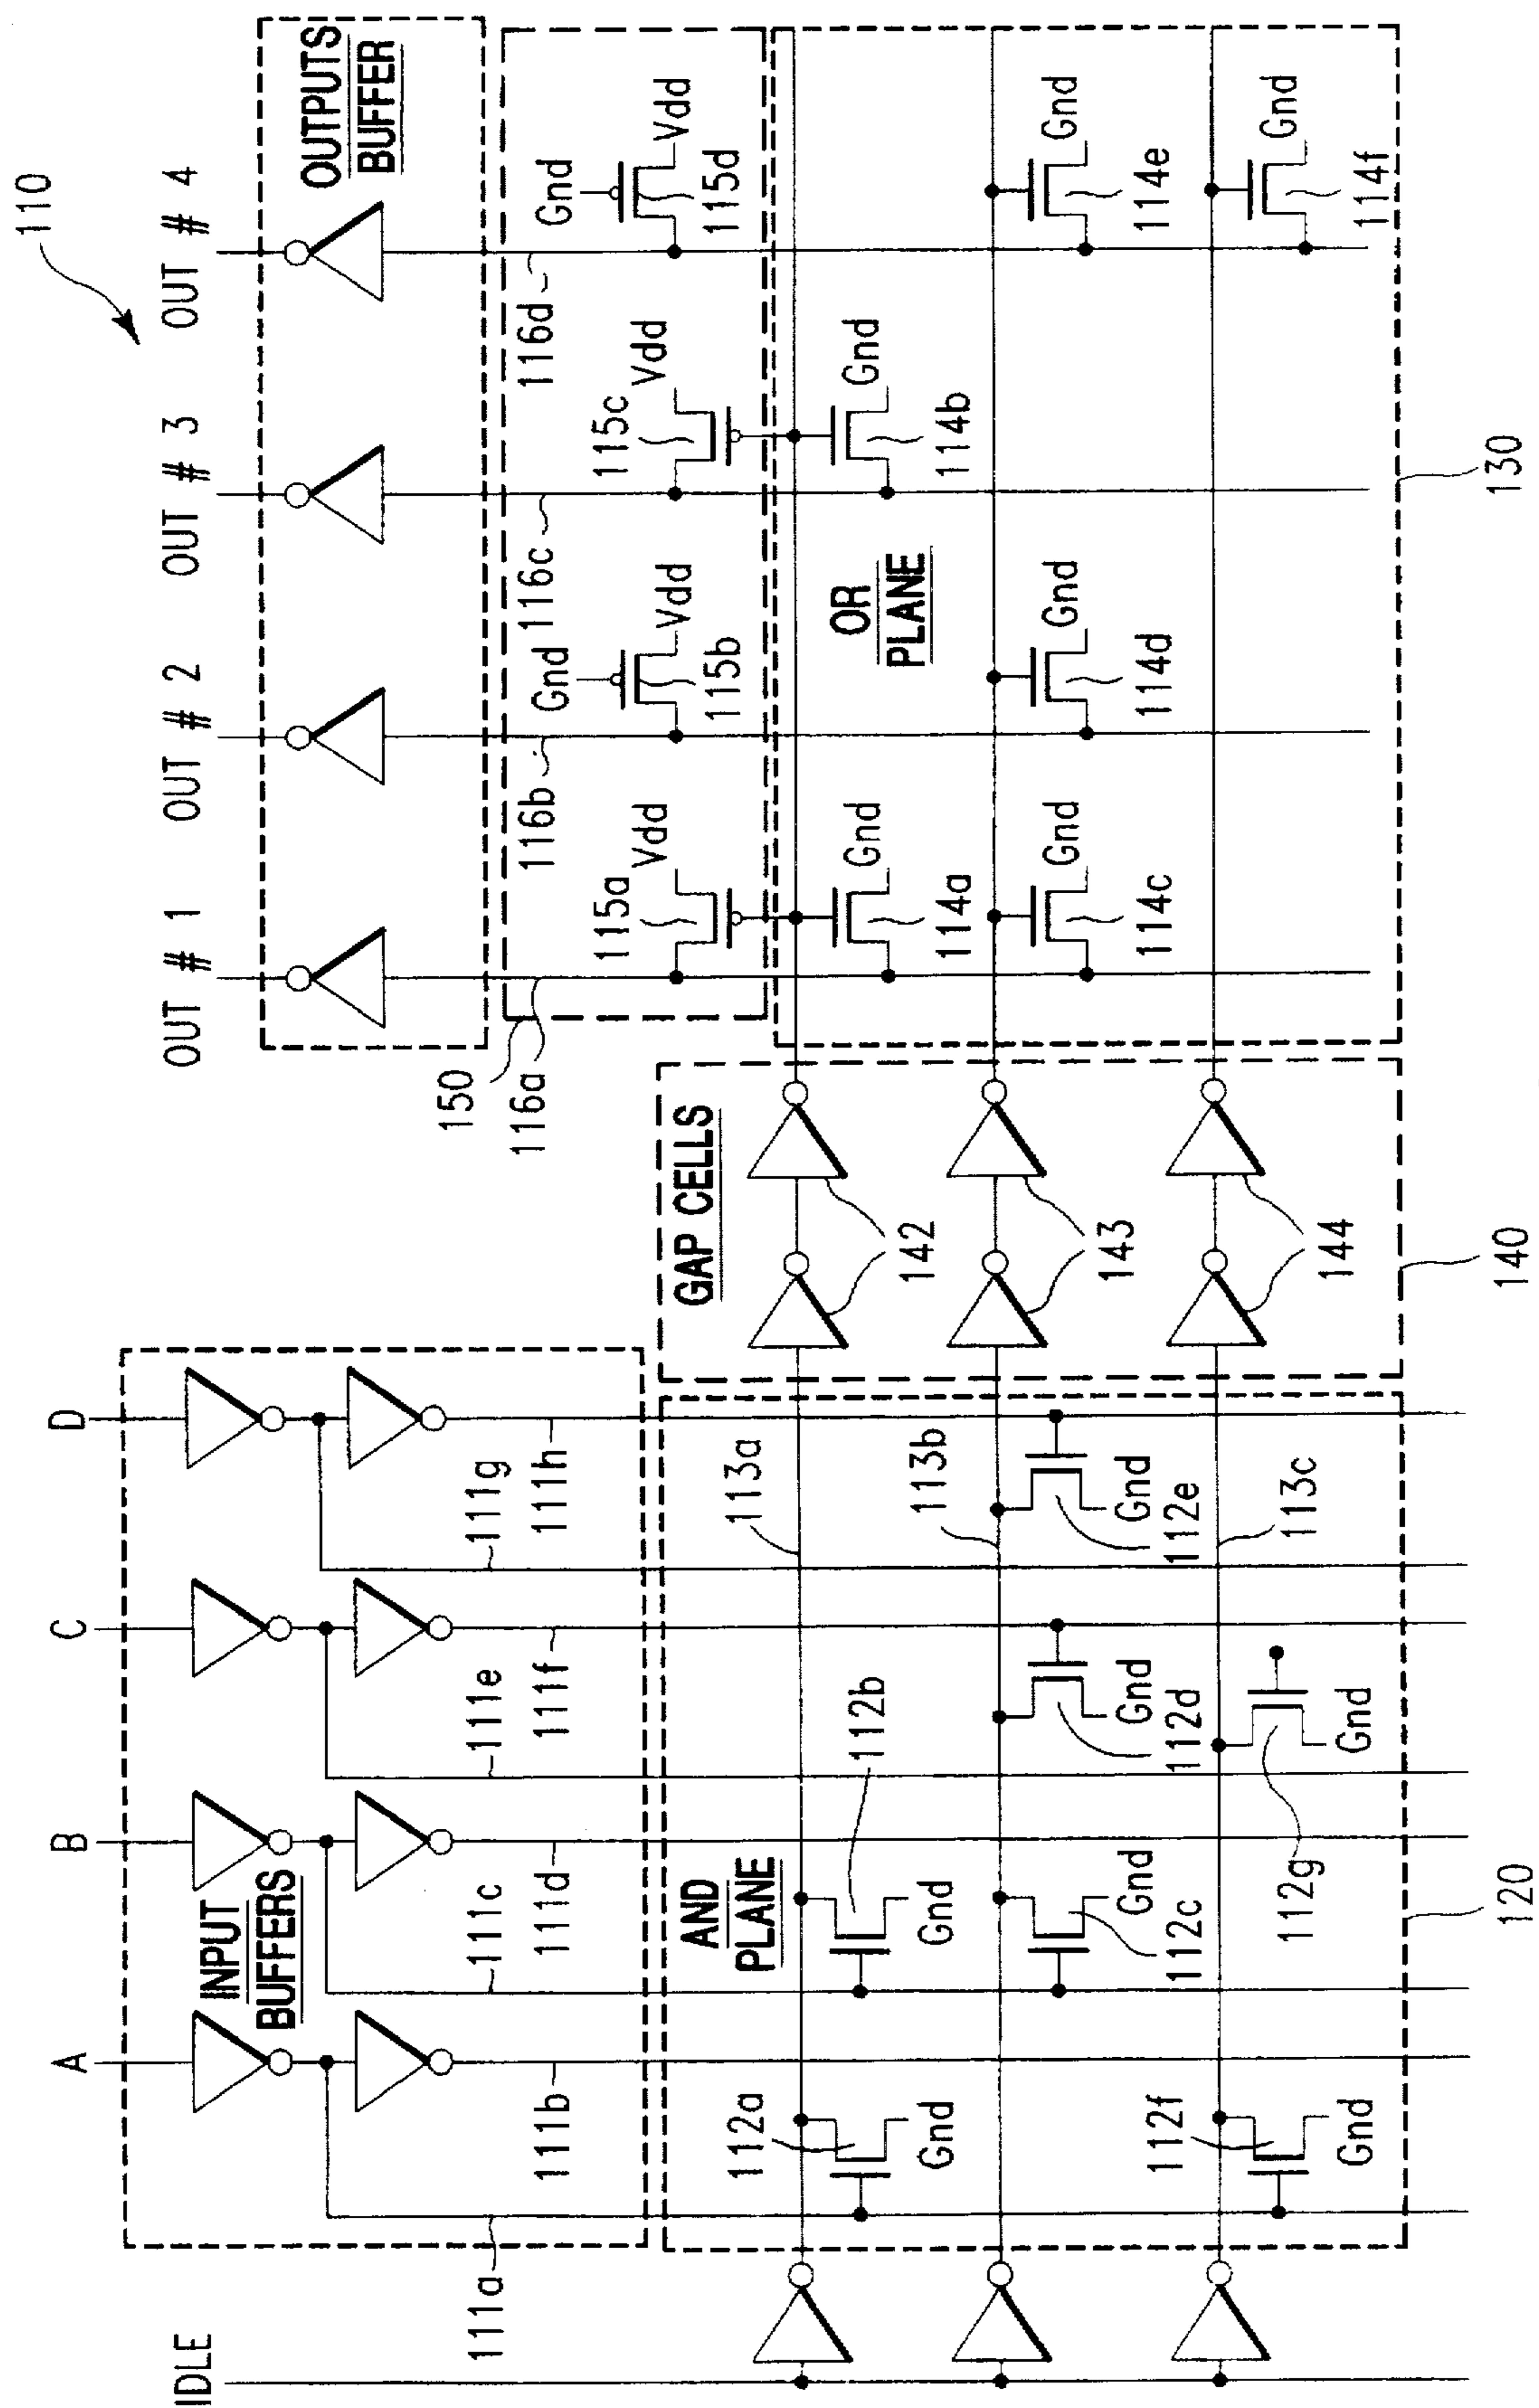 110
IDLE
A
B
C
D
OUT # 1
OUT # 2
OUT # 3
OUT # 4
INPUT
BUFFERS
OUTPUTS
BUFFER
111a
111b
111c
111d
111e
111f
111g
111h
150
116a
116b
116c
116d
115a
Vdd
Gnd
115b
Vdd
115c
Vdd
Gnd
115d
Vdd
AND
PLANE
GAP CELLS
OR
PLANE
112a
Gnd
112b
Gnd
113a
142
114a
Gnd
114b
Gnd
112c
Gnd
112d
Gnd
112e
Gnd
113b
143
114c
Gnd
114d
Gnd
114e
Gnd
112f
Gnd
112g
Gnd
113c
144
114f
Gnd
120
140
130